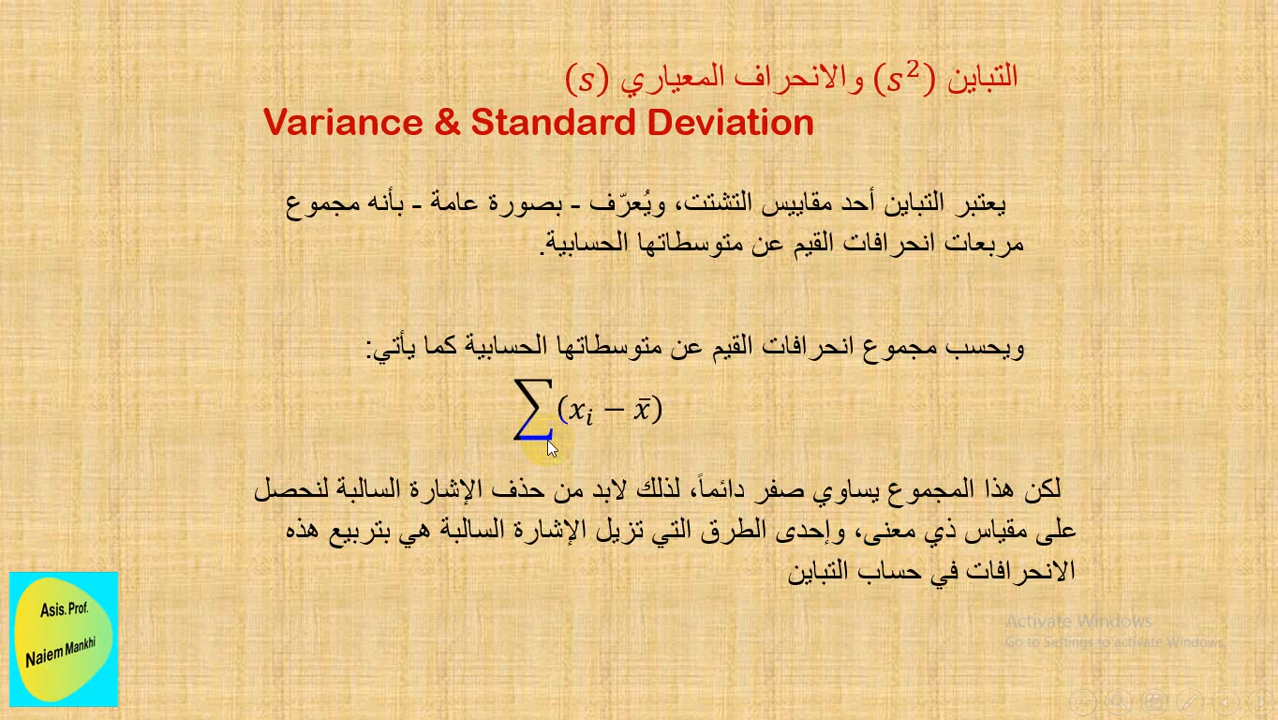 التباين (s²) والانحراف المعياري (s)
Variance & Standard Deviation
يعتبر التباين أحد مقاييس التشتت، ويُعرّف - بصورة عامة - بأنه مجموع
مربعات انحرافات القيم عن متوسطاتها الحسابية.
ويحسب مجموع انحرافات القيم عن متوسطاتها الحسابية كما يأتي:
∑(xᵢ − x̄)
لكن هذا المجموع يساوي صفر دائماً، لذلك لابد من حذف الإشارة السالبة لنحصل
على مقياس ذي معنى، وإحدى الطرق التي تزيل الإشارة السالبة هي بتربيع هذه
الانحرافات في حساب التباين
Asis. Prof.
Naiem Mankhi
Activate Windows
Go to Settings to activate Windows.